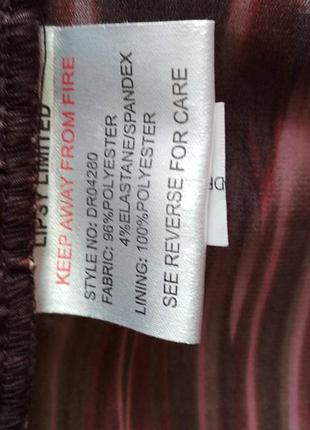 LIPSY LIMITED
KEEP AWAY FROM FIRE
STYLE NO: DR04280
FABRIC: 96%POLYESTER
4%ELASTANE/SPANDEX
LINING: 100%POLYESTER
SEE REVERSE FOR CARE